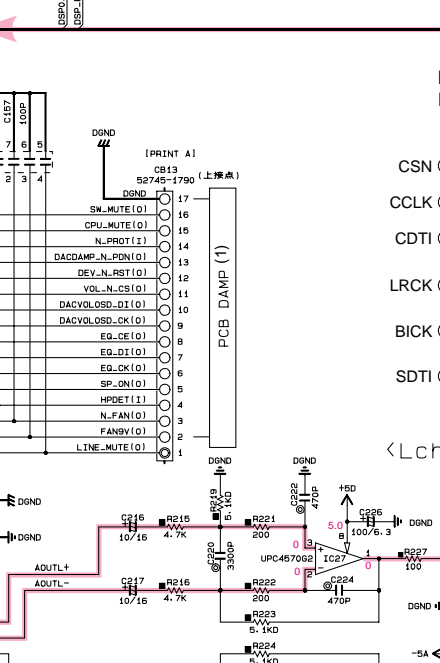 DSP0
C157
100P
7 6 5
2 3 4
DGND
[PRINT A]
CB13
52745-1790 (上接点)
DGND 17
SW_MUTE(O) 16
CPU_MUTE(O) 15
N_PROT(I) 14
DACDAMP_N_PDN(O) 13
DEV_N_RST(O) 12
VOL_N_CS(O) 11
DACVOLOSD_DI(O) 10
DACVOLOSD_CK(O) 9
EQ_CE(O) 8
EQ_DI(O) 7
EQ_CK(O) 6
SP_ON(O) 5
HPDET(I) 4
N_FAN(O) 3
FAN9V(O) 2
LINE_MUTE(O) 1
PCB DAMP (1)
CSN
CCLK
CDTI
LRCK
BICK
SDTI
<Lch
DGND
DGND
DGND
DGND
R219
5.1KD
C222
470P
+5D
C226
100/6.3
DGND
5.0
8
C216
10/16
R215
4.7K
R221
200
C220
3300P
0 3
UPC4570G2
IC27
1
0
R227
100
0 2
AOUTL+
AOUTL-
C217
10/16
R216
4.7K
R222
200
C224
470P
R223
5.1KD
DGND
R224
5.1KD
-5A